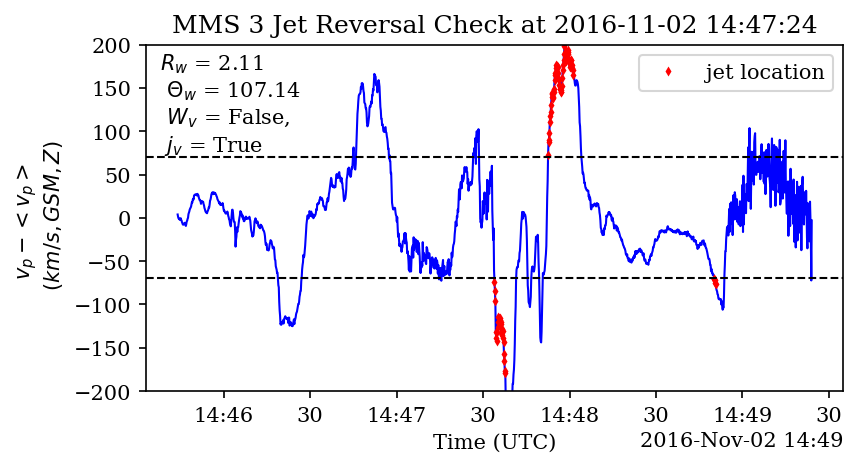 MMS 3 Jet Reversal Check at 2016-11-02 14:47:24
R_w = 2.11
Θ_w = 107.14
W_v = False,
j_v = True
jet location
v_p − < v_p >
(km/s, GSM, Z)
200
150
100
50
0
−50
−100
−150
−200
14:46 30 14:47 30 14:48 30 14:49 30
Time (UTC)
2016-Nov-02 14:49